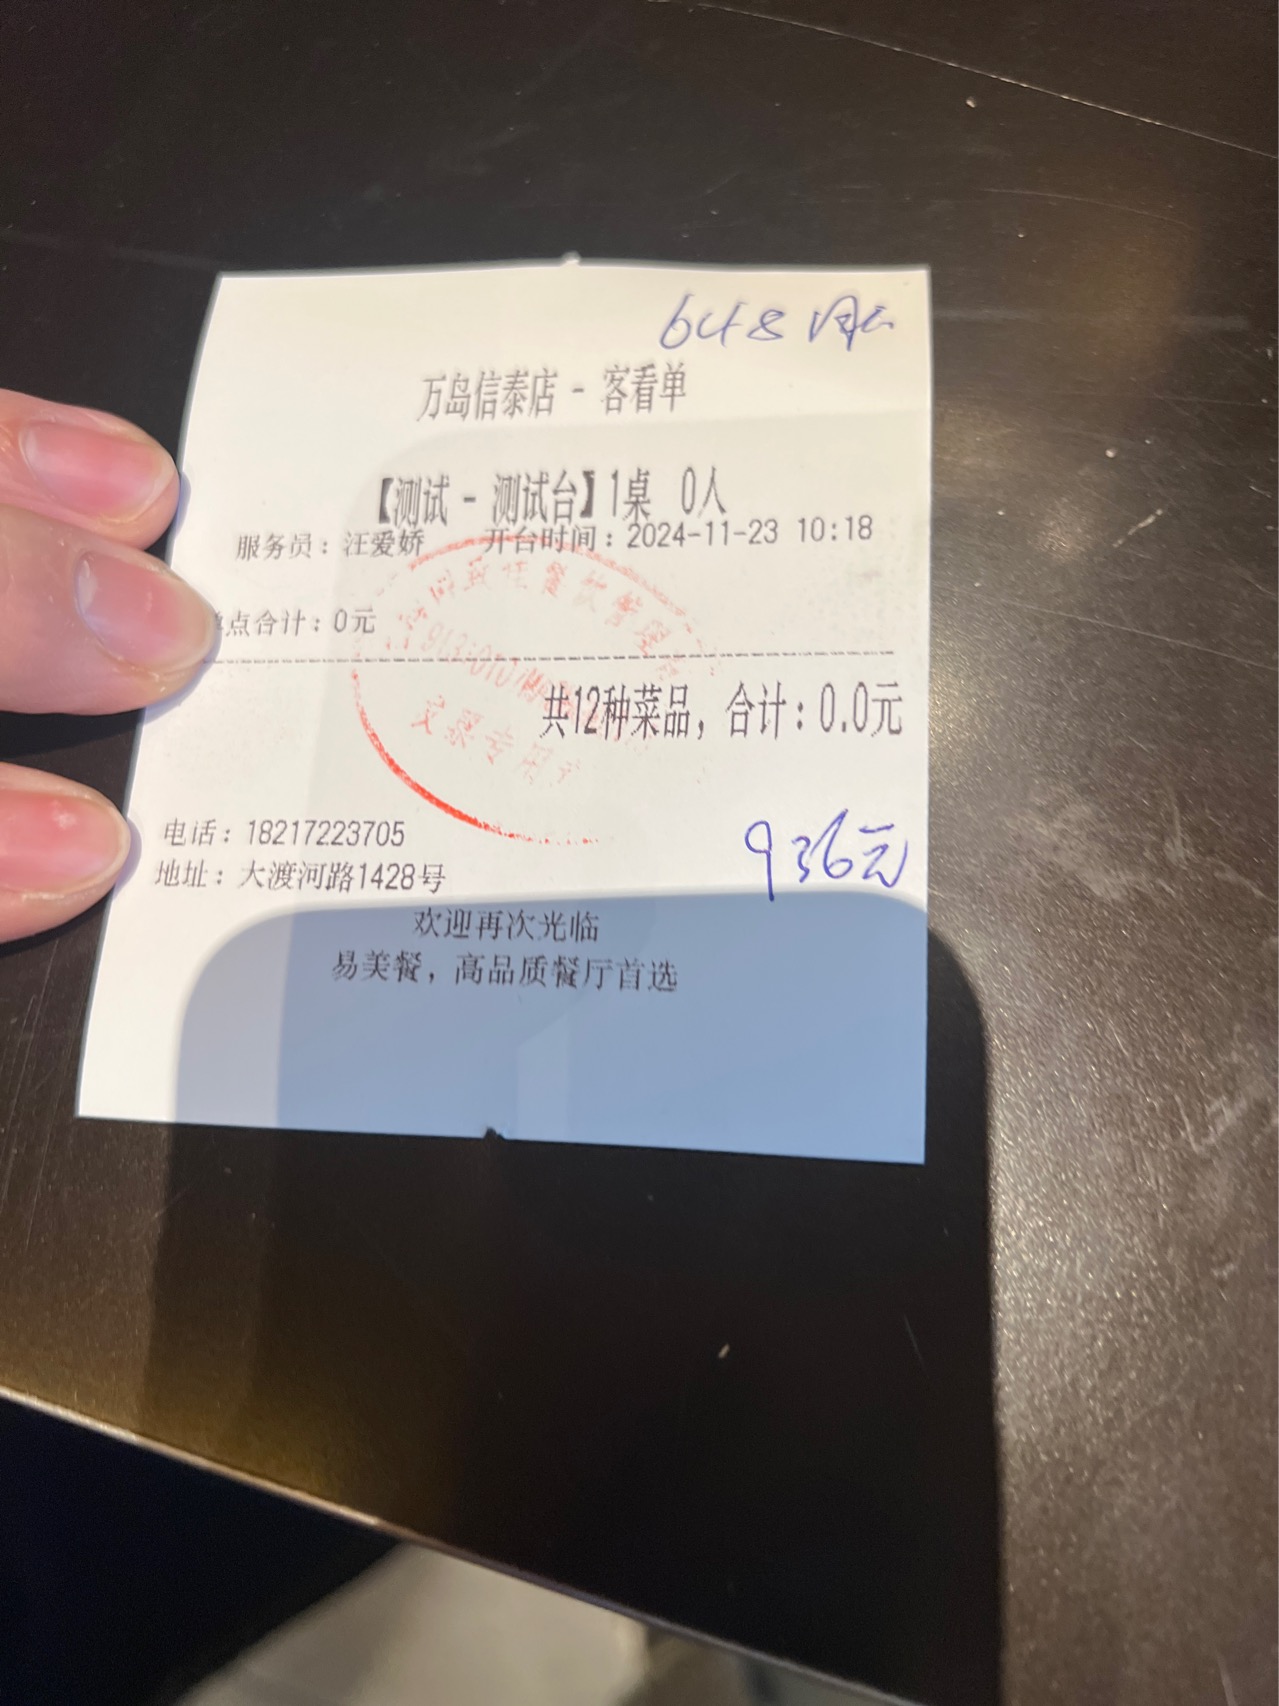 648
万岛信泰店 - 客看单
【测试 - 测试台】1桌 0人
服务员：汪爱娇 开台时间：2024-11-23 10:18
点合计：0元
共12种菜品，合计：0.0元
电话：18217223705
936元
地址：大渡河路1428号
欢迎再次光临
易美餐，高品质餐厅首选